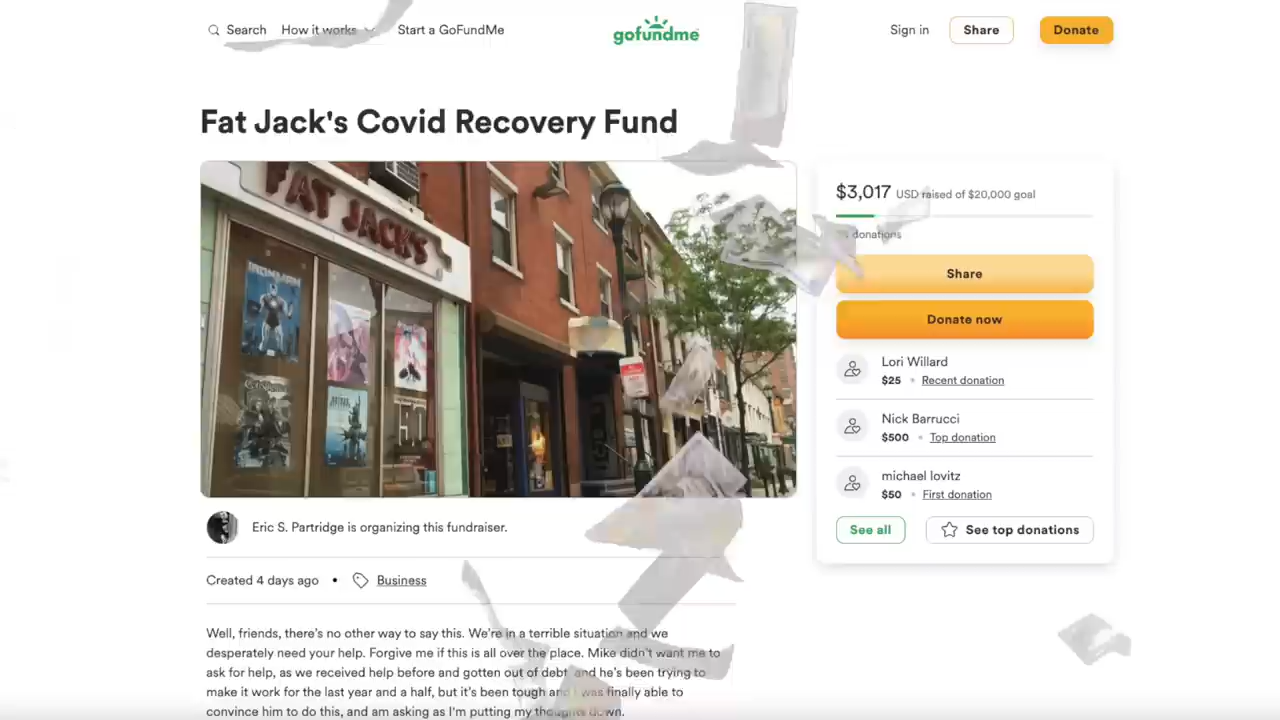 Search How it works Start a GoFundMe
gofundme
Sign in Share Donate
Fat Jack's Covid Recovery Fund
FAT JACK'S
$3,017 USD raised of $20,000 goal
donations
Share
Donate now
Lori Willard
$25 • Recent donation
Nick Barrucci
$500 • Top donation
michael lovitz
$50 • First donation
See all See top donations
Eric S. Partridge is organizing this fundraiser.
Created 4 days ago • Business
Well, friends, there's no other way to say this. We're in a terrible situation and we
desperately need your help. Forgive me if this is all over the place. Mike didn't want me to
ask for help, as we received help before and gotten out of debt and he's been trying to
make it work for the last year and a half, but it's been tough and I was finally able to
convince him to do this, and am asking as I'm putting my thoughts down.